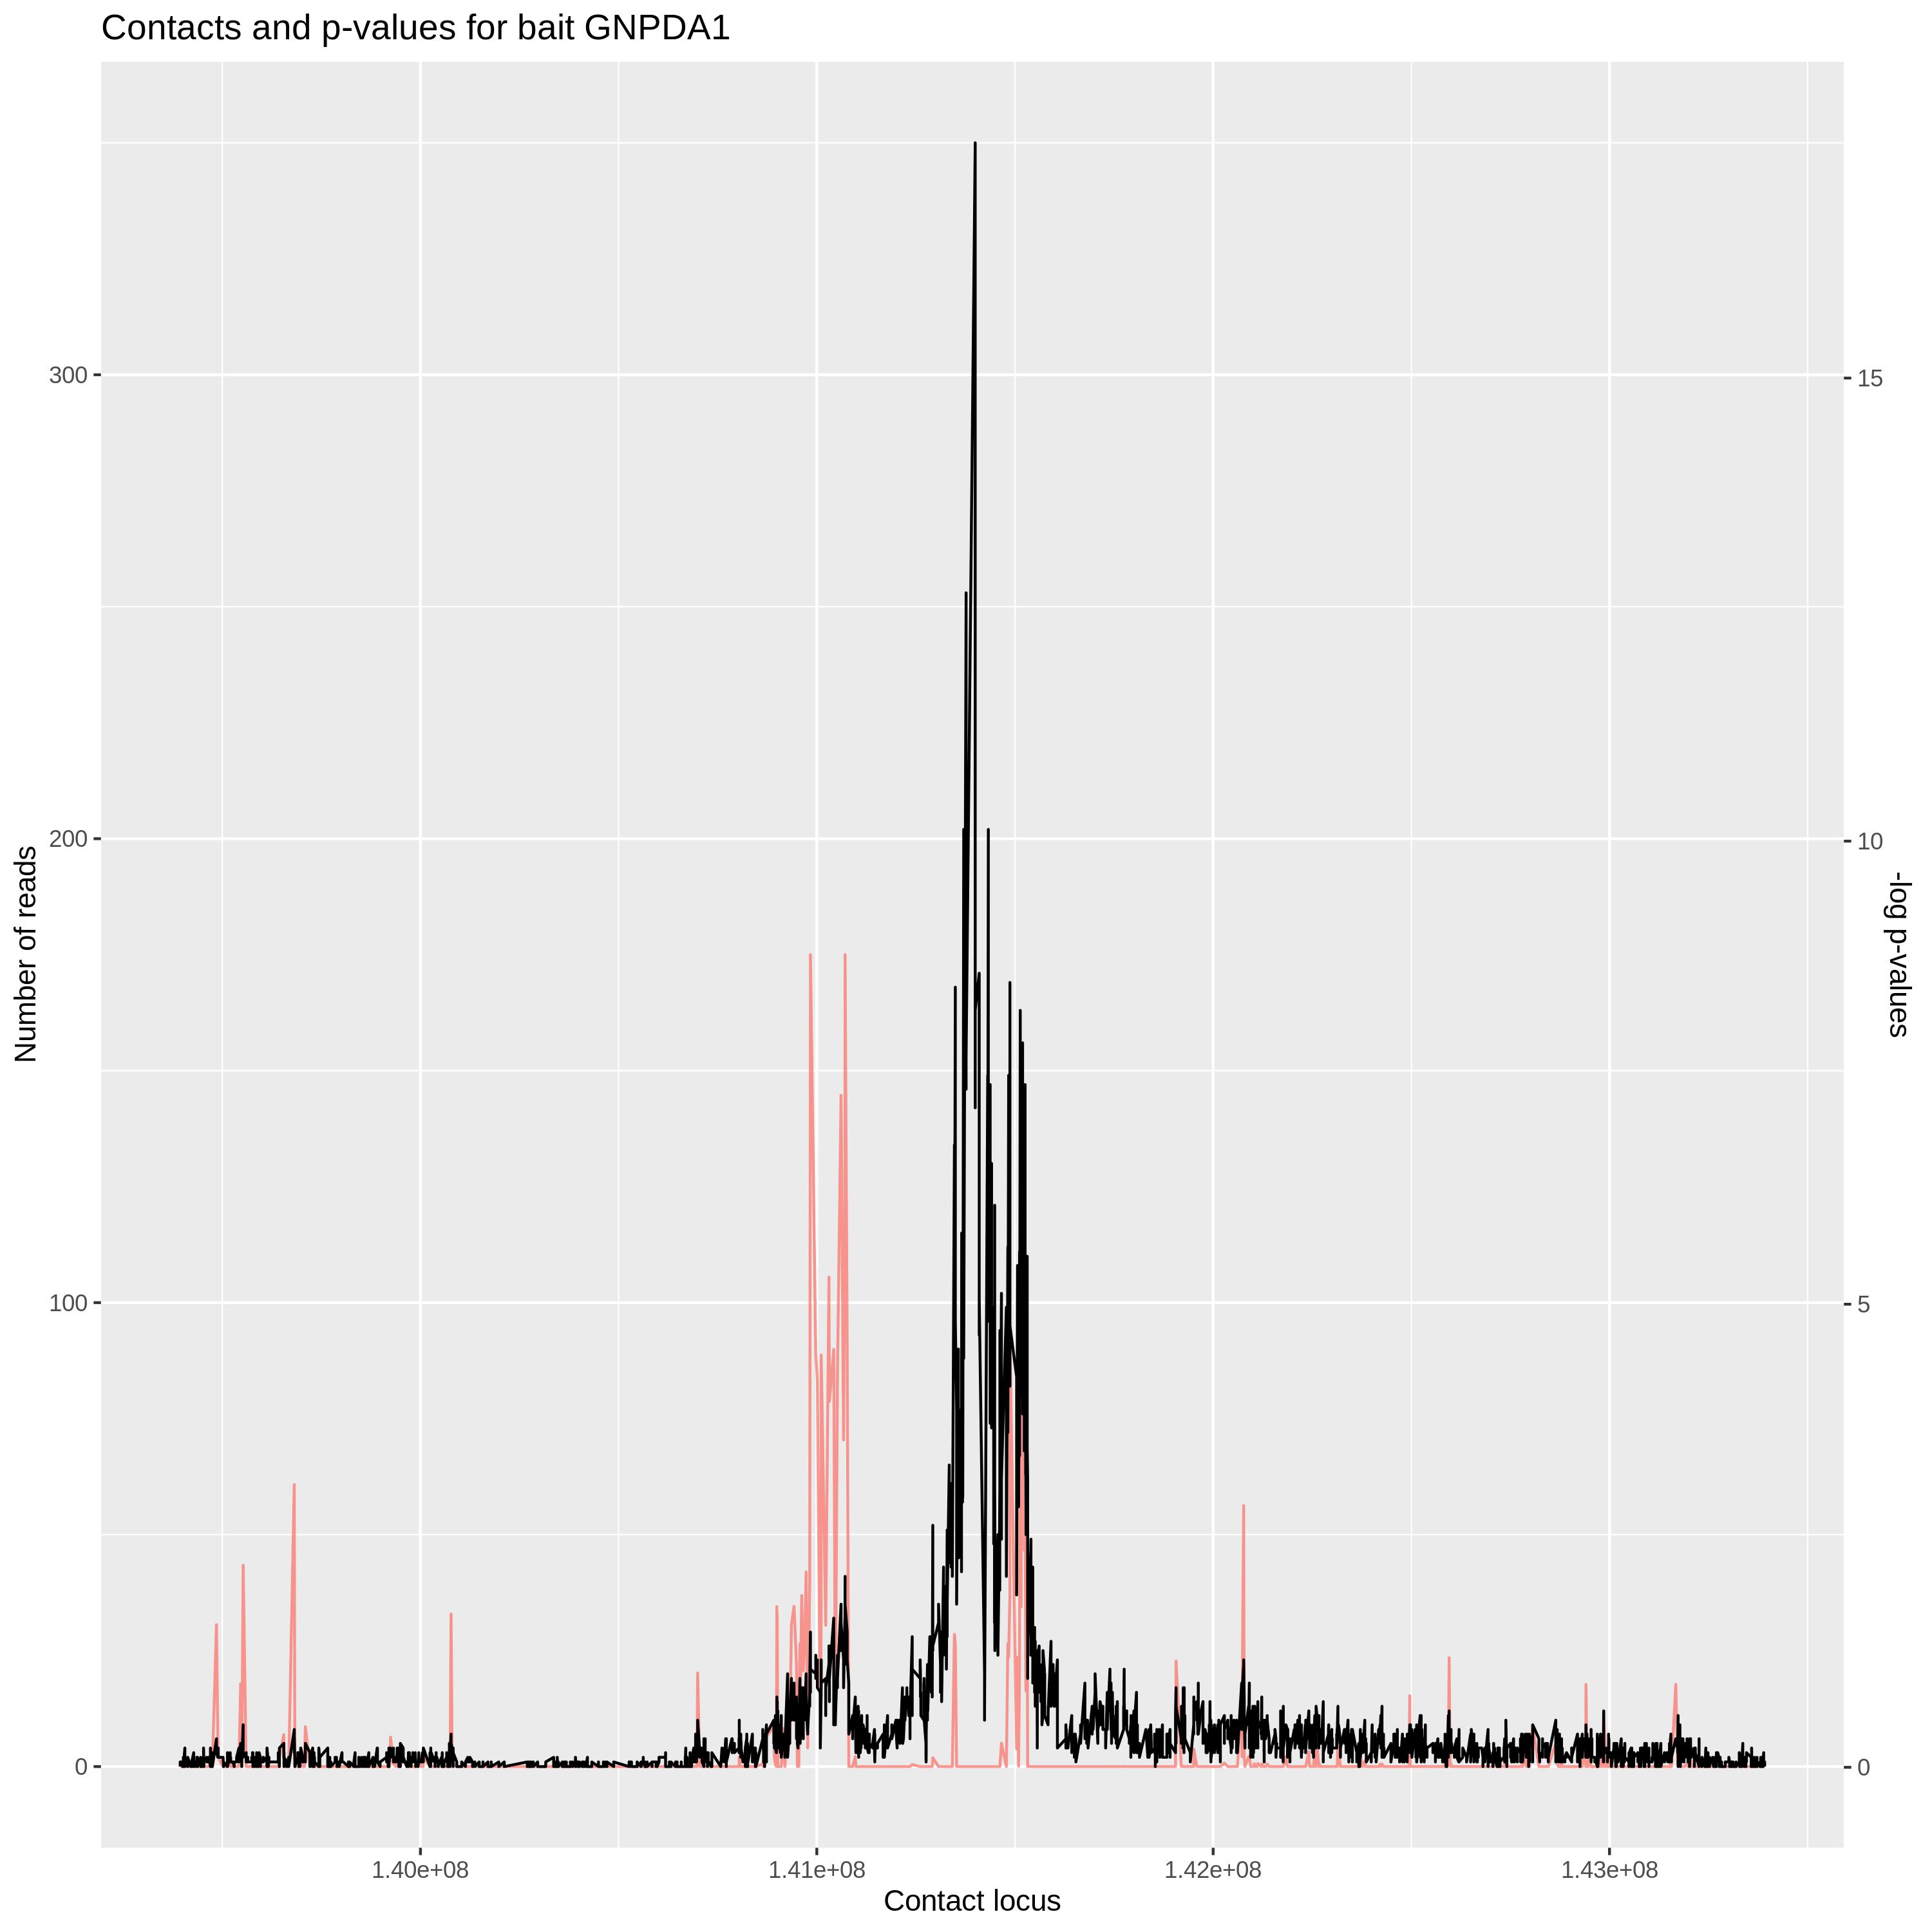 Contacts and p-values for bait GNPDA1
300
200
100
0
15
10
5
0
Number of reads
-log p-values
1.40e+08
1.41e+08
1.42e+08
1.43e+08
Contact locus